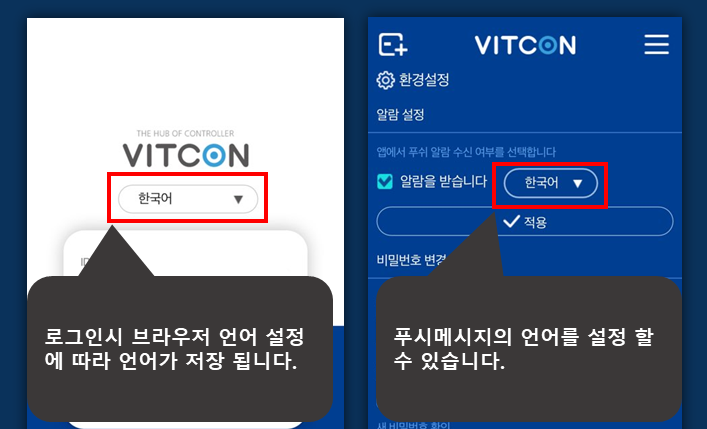 THE HUB OF CONTROLLER
VITCON
한국어 ▼
ID
로그인시 브라우저 언어 설정
에 따라 언어가 저장 됩니다.
VITCON
환경설정
알람 설정
앱에서 푸쉬 알람 수신 여부를 선택합니다
알람을 받습니다 한국어 ▼
적용
비밀번호 변경
푸시메시지의 언어를 설정 할
수 있습니다.
새 비밀번호 확인